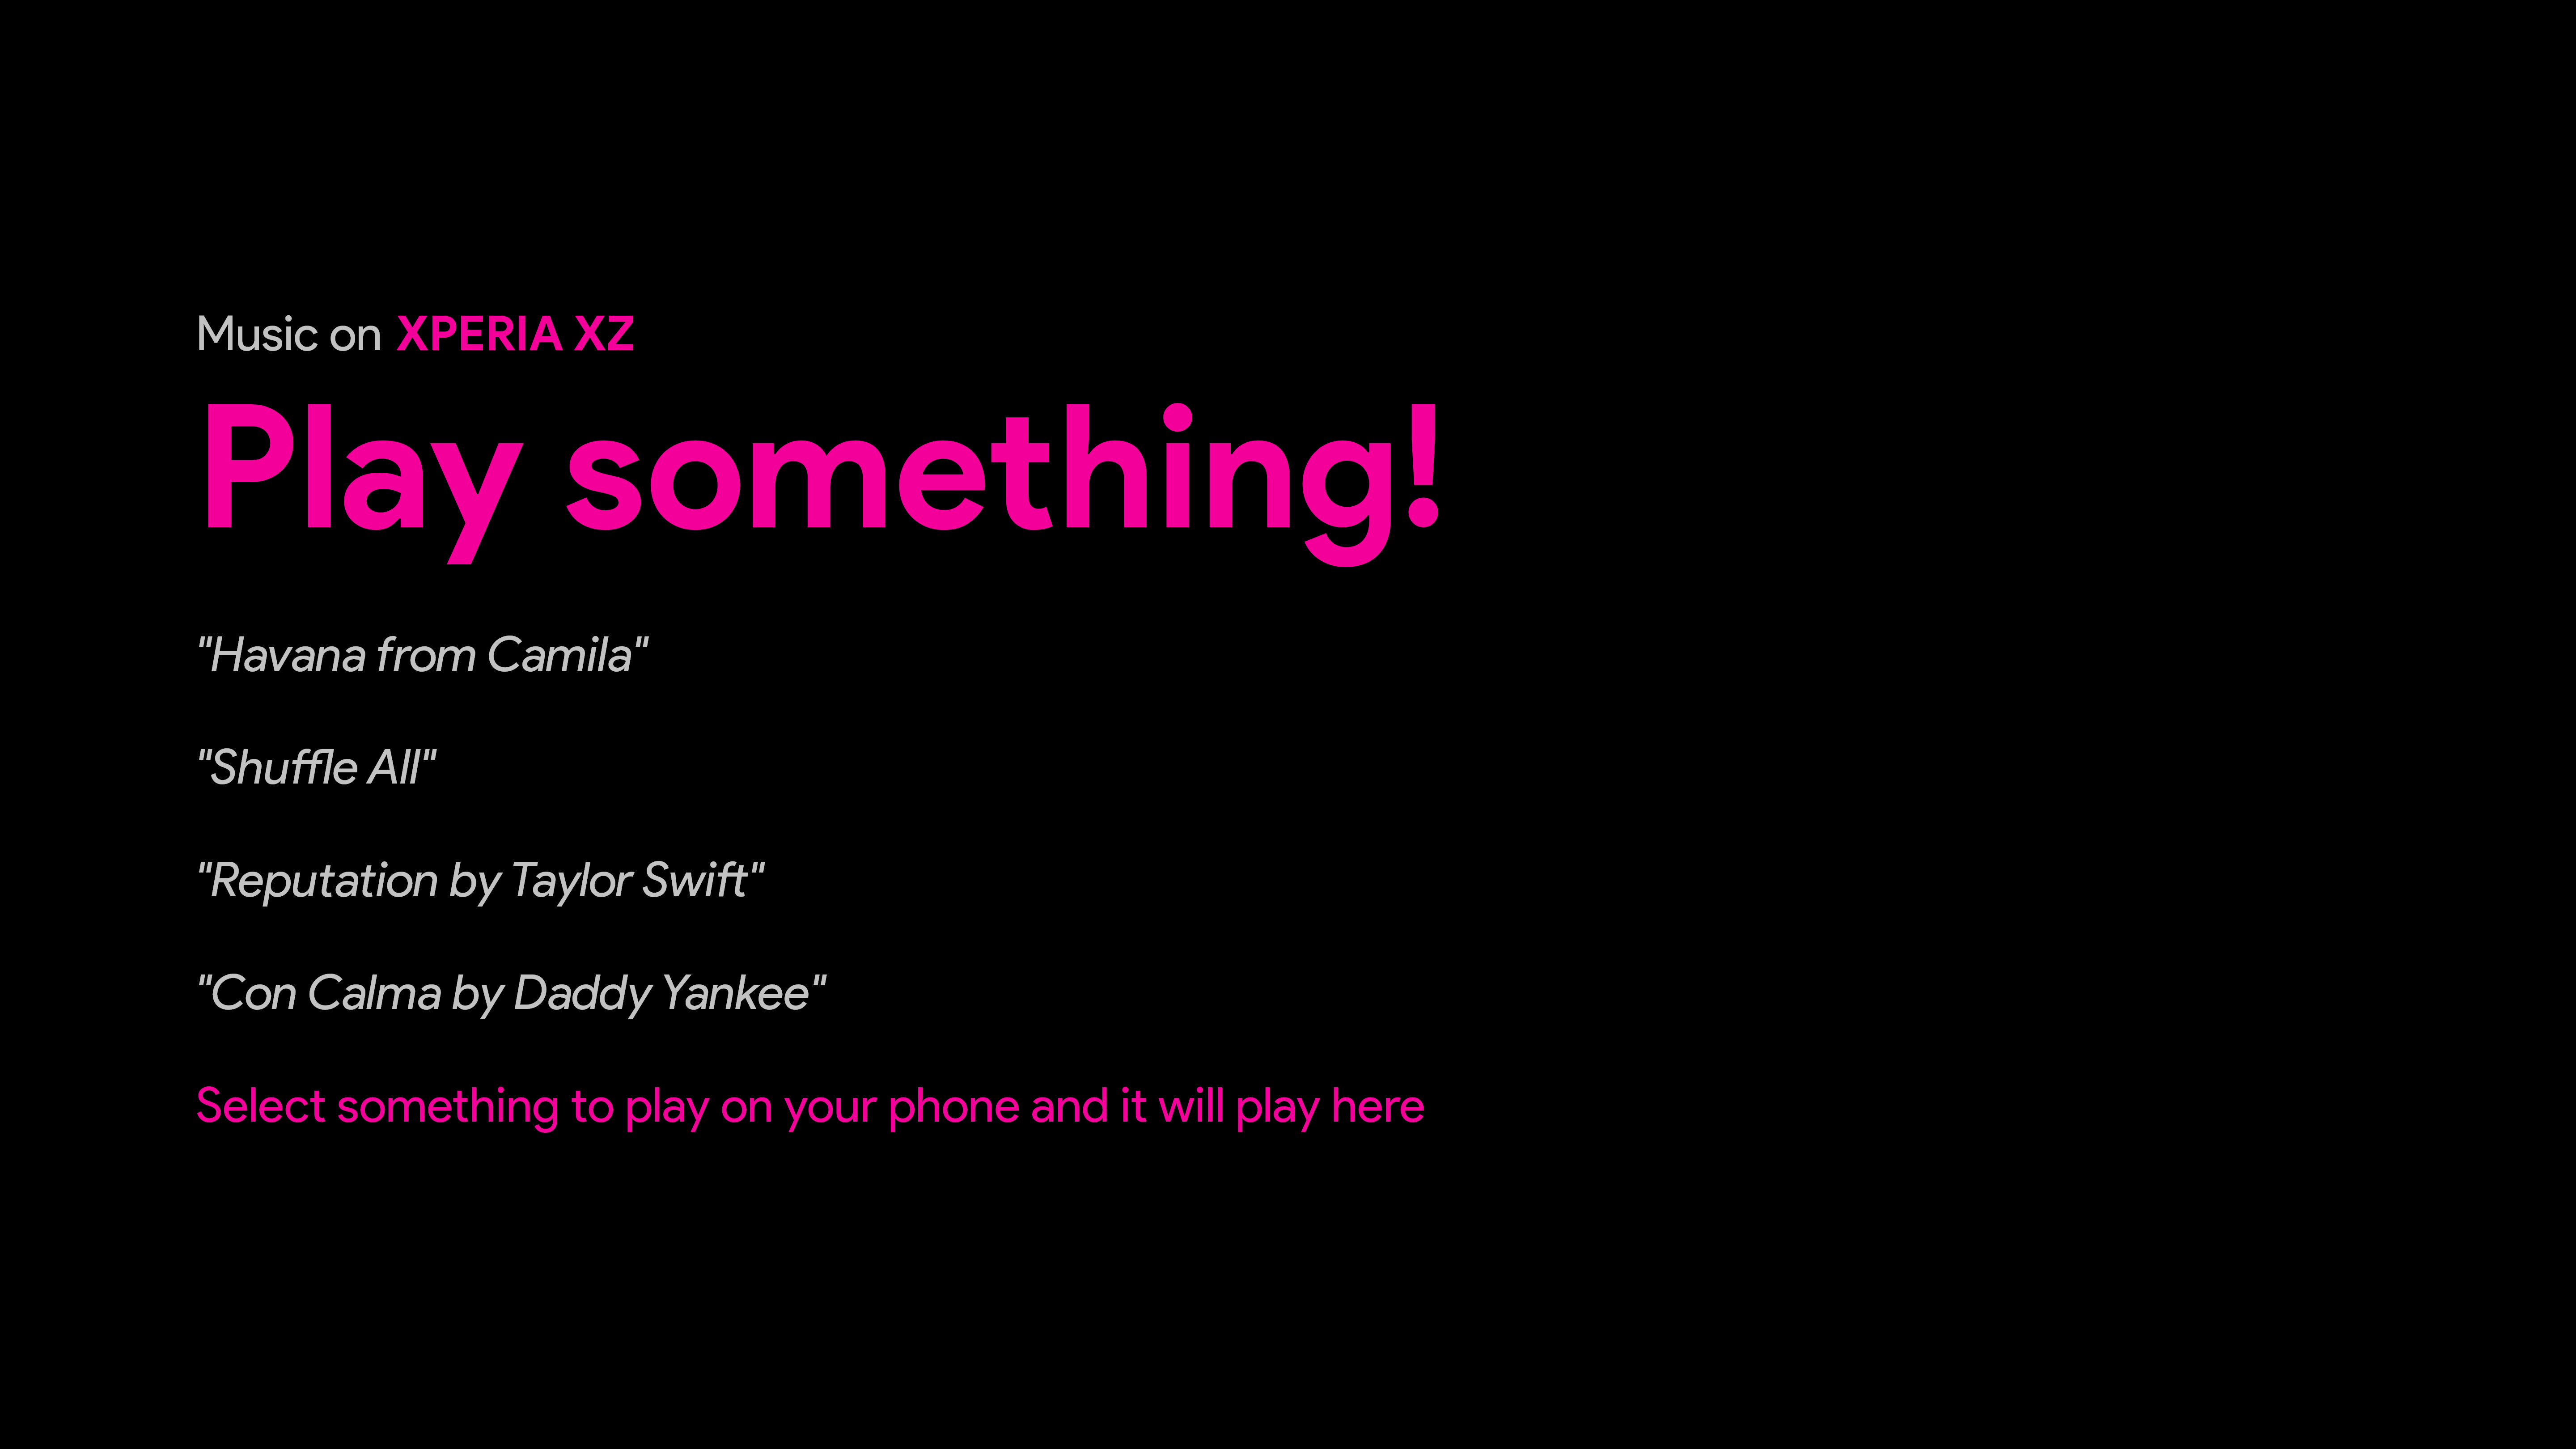 Music on XPERIA XZ
Play something!
"Havana from Camila"
"Shuffle All"
"Reputation by Taylor Swift"
"Con Calma by Daddy Yankee"
Select something to play on your phone and it will play here